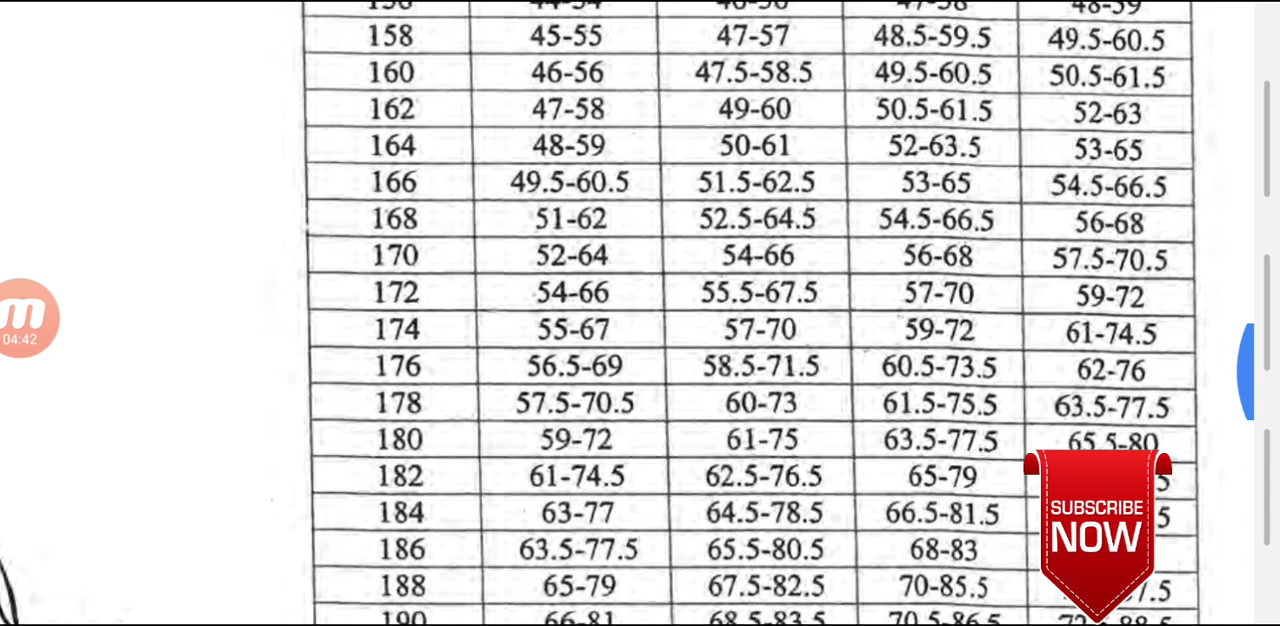 156 44-54 46-56 47-58 48-59
158 45-55 47-57 48.5-59.5 49.5-60.5
160 46-56 47.5-58.5 49.5-60.5 50.5-61.5
162 47-58 49-60 50.5-61.5 52-63
164 48-59 50-61 52-63.5 53-65
166 49.5-60.5 51.5-62.5 53-65 54.5-66.5
168 51-62 52.5-64.5 54.5-66.5 56-68
170 52-64 54-66 56-68 57.5-70.5
172 54-66 55.5-67.5 57-70 59-72
m
04:42
174 55-67 57-70 59-72 61-74.5
176 56.5-69 58.5-71.5 60.5-73.5 62-76
178 57.5-70.5 60-73 61.5-75.5 63.5-77.5
180 59-72 61-75 63.5-77.5 65.5-80
182 61-74.5 62.5-76.5 65-79
184 63-77 64.5-78.5 66.5-81.5
SUBSCRIBE
NOW
186 63.5-77.5 65.5-80.5 68-83
188 65-79 67.5-82.5 70-85.5
190 66-81 68.5-83.5 70.5-86.5